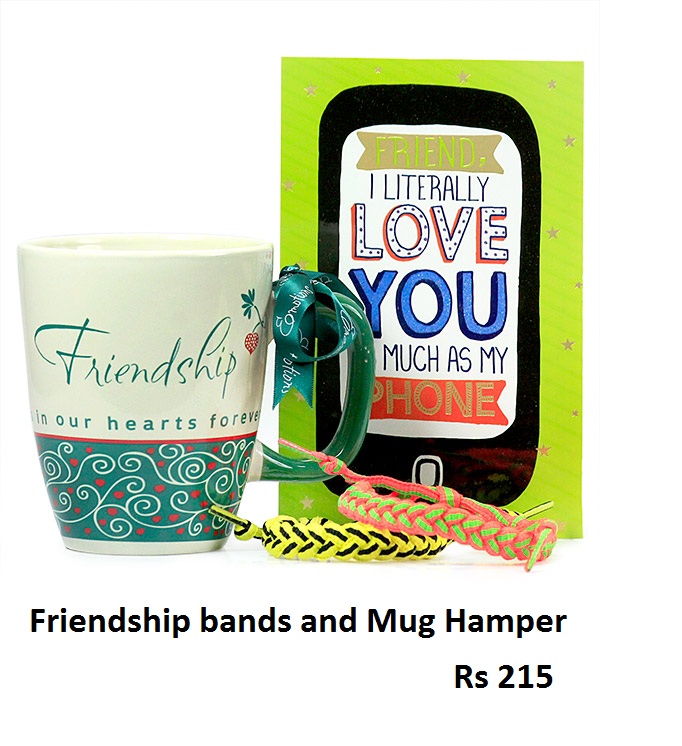 FRIEND,
I LITERALLY
LOVE
YOU
MUCH AS MY
PHONE
Friendship
in our hearts
Friendship bands and Mug Hamper
Rs 215